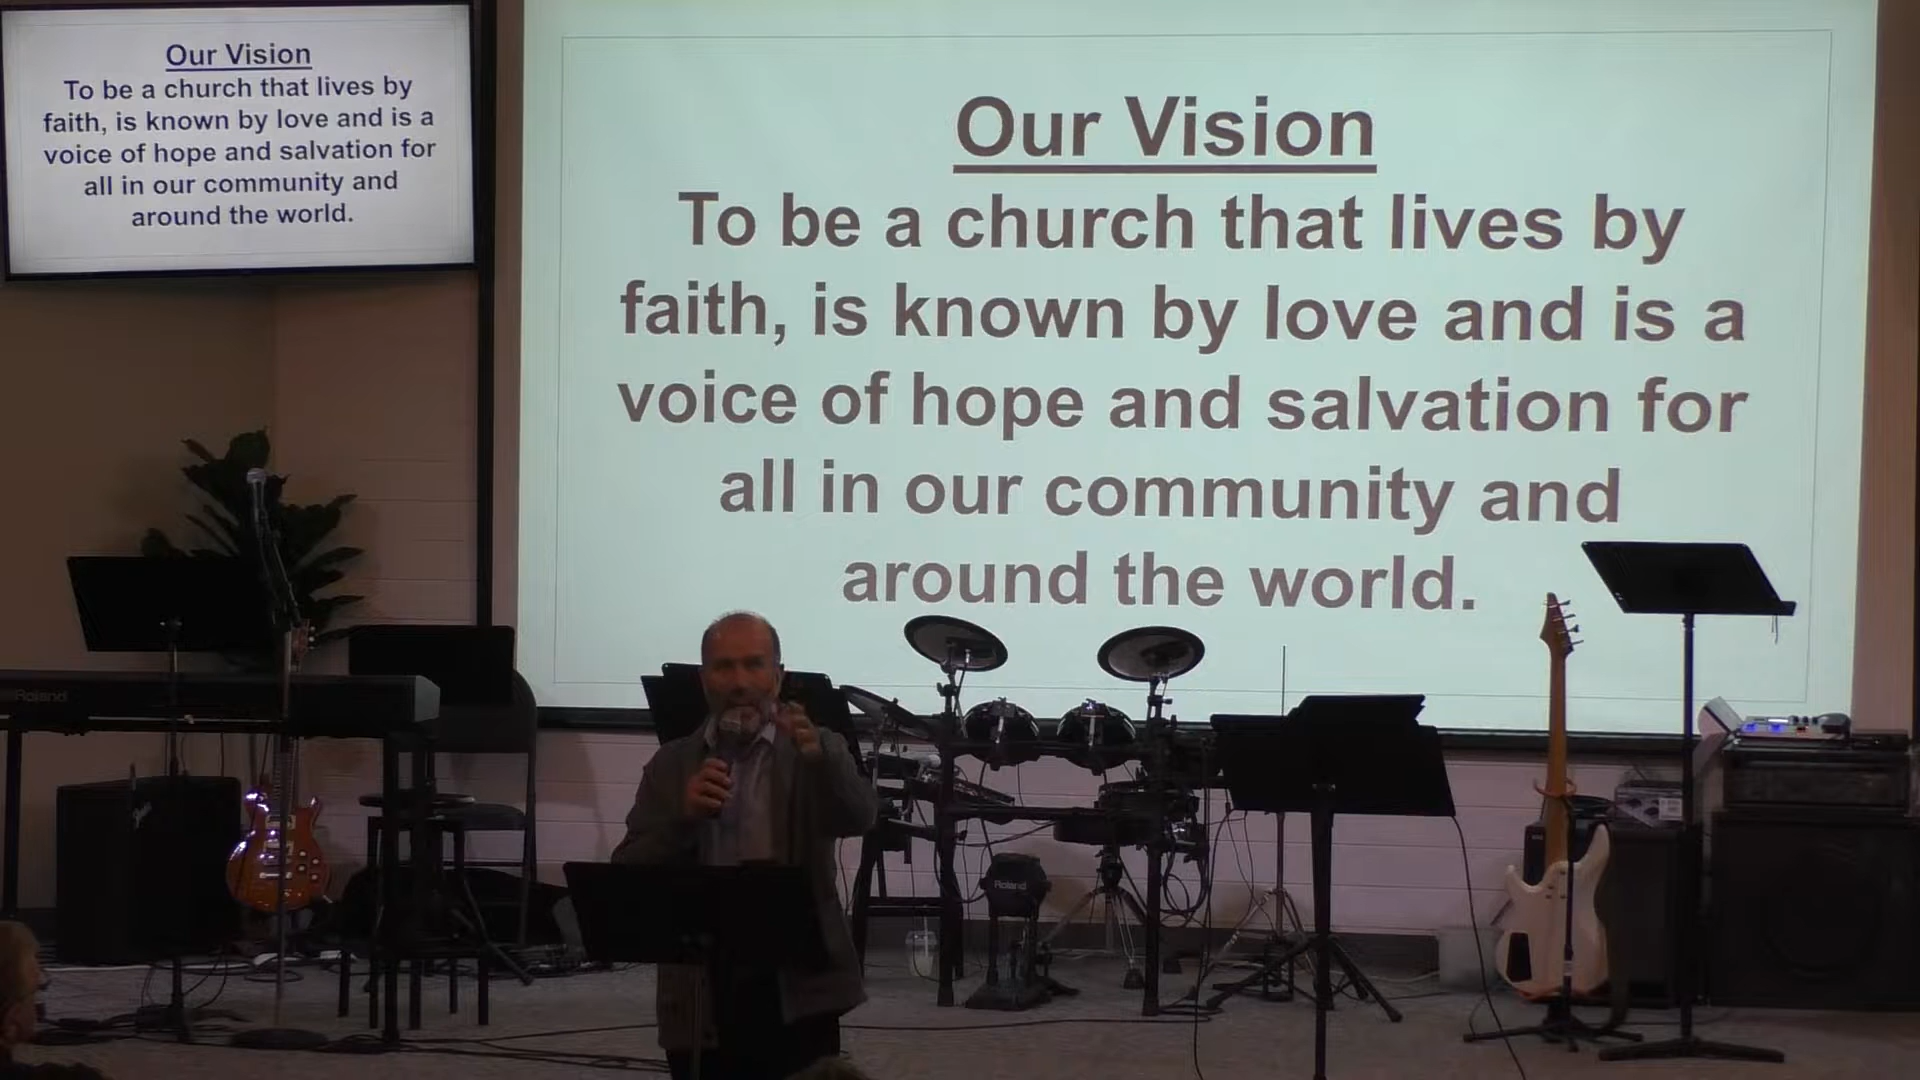 Our Vision
To be a church that lives by
faith, is known by love and is a
voice of hope and salvation for
all in our community and
around the world.
Our Vision
To be a church that lives by
faith, is known by love and is a
voice of hope and salvation for
all in our community and
around the world.
Roland
Fender
Roland